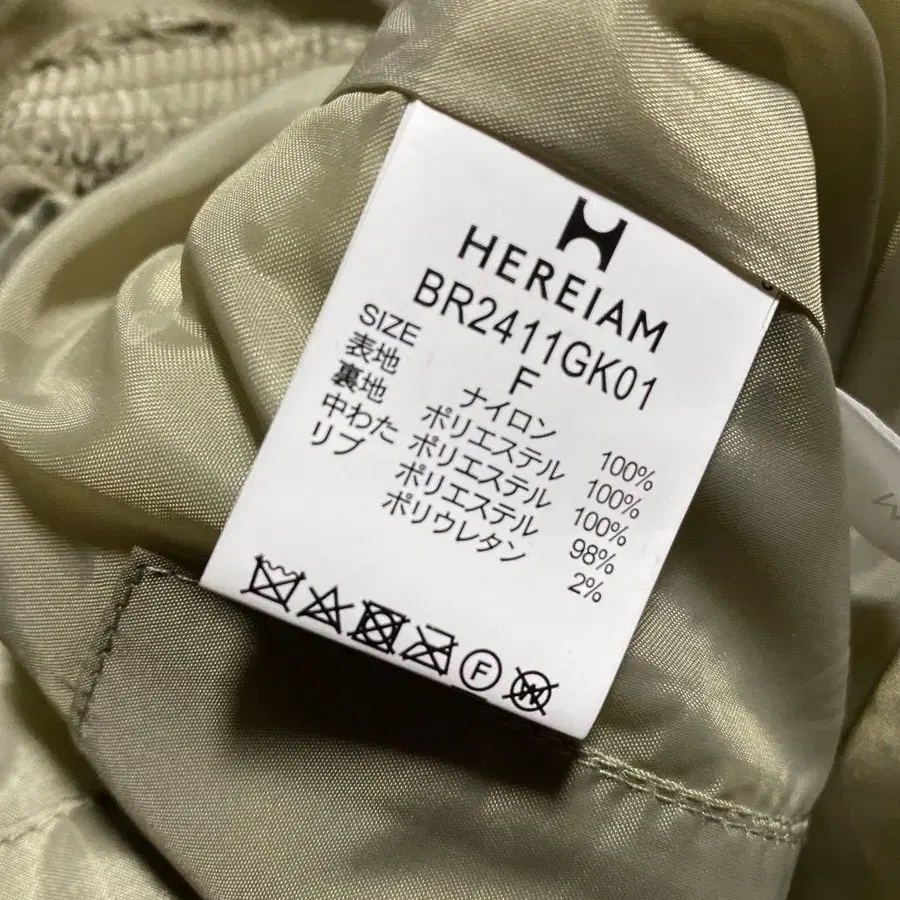 HEREIAM
BR2411GK01
SIZE F
表地 ナイロン 100%
裏地 ポリエステル 100%
中わた ポリエステル 100%
リブ ポリエステル 98%
ポリウレタン 2%
F
W